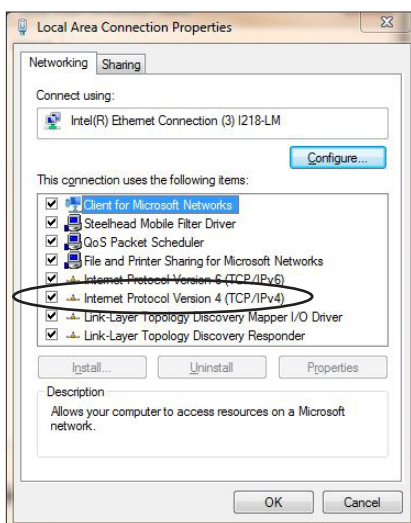 Local Area Connection Properties
Networking
Sharing
Connect using:
Intel(R) Ethernet Connection (3) I218-LM
Configure...
This connection uses the following items:
Client for Microsoft Networks
Steelhead Mobile Filter Driver
QoS Packet Scheduler
File and Printer Sharing for Microsoft Networks
Internet Protocol Version 6 (TCP/IPv6)
Internet Protocol Version 4 (TCP/IPv4)
Link-Layer Topology Discovery Mapper I/O Driver
Link-Layer Topology Discovery Responder
Install...
Uninstall
Properties
Description
Allows your computer to access resources on a Microsoft
network.
OK
Cancel